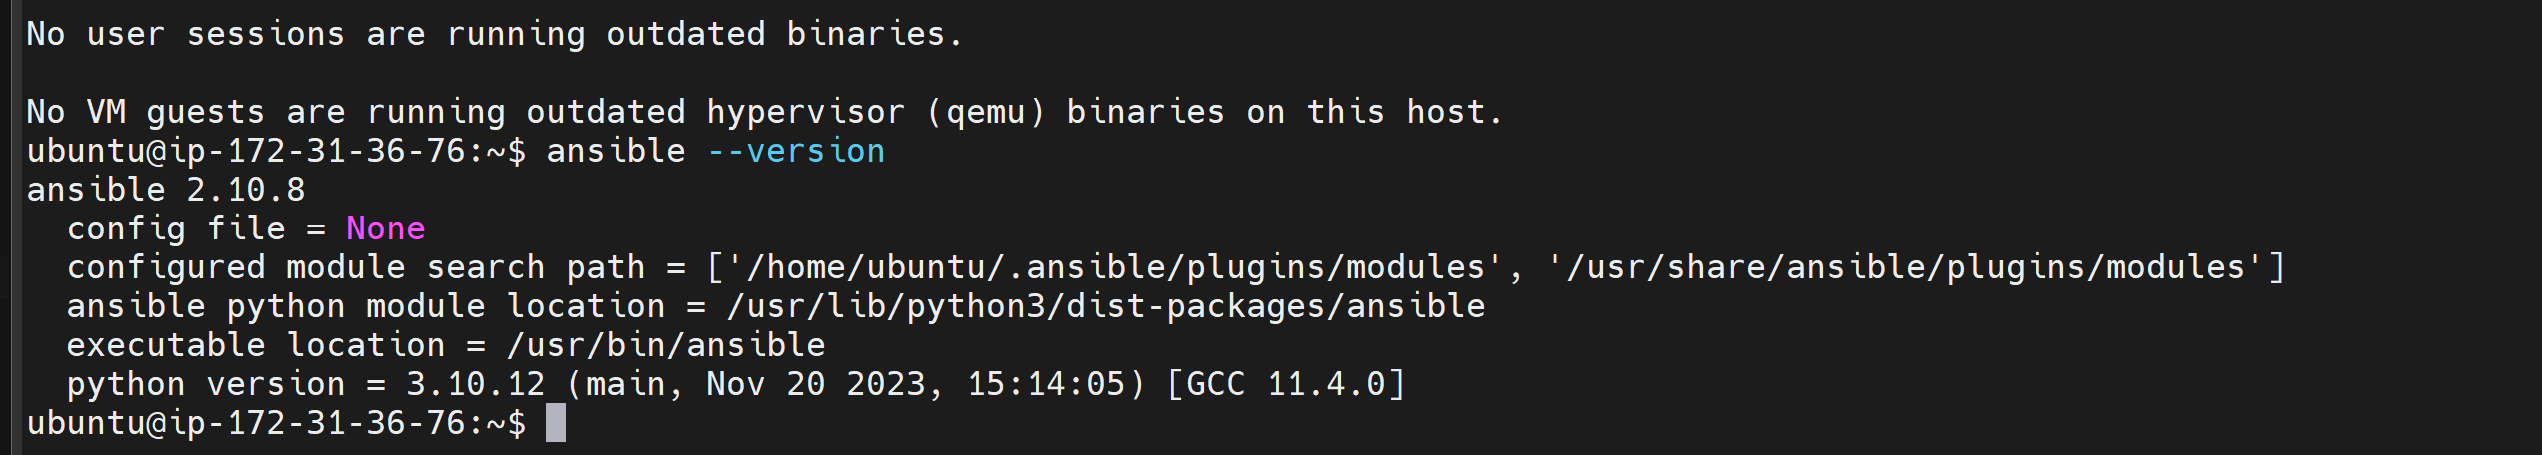 No user sessions are running outdated binaries.
No VM guests are running outdated hypervisor (qemu) binaries on this host.
ubuntu@ip-172-31-36-76:~$ ansible --version
ansible 2.10.8
  config file = None
  configured module search path = ['/home/ubuntu/.ansible/plugins/modules', '/usr/share/ansible/plugins/modules']
  ansible python module location = /usr/lib/python3/dist-packages/ansible
  executable location = /usr/bin/ansible
  python version = 3.10.12 (main, Nov 20 2023, 15:14:05) [GCC 11.4.0]
ubuntu@ip-172-31-36-76:~$